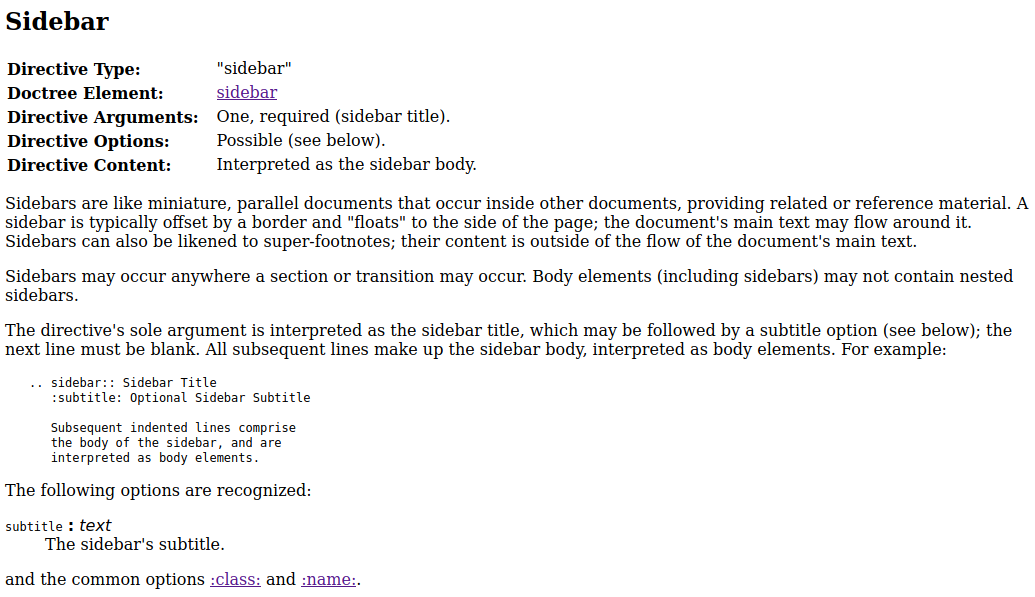 Sidebar
Directive Type: "sidebar"
Doctree Element: sidebar
Directive Arguments: One, required (sidebar title).
Directive Options: Possible (see below).
Directive Content: Interpreted as the sidebar body.
Sidebars are like miniature, parallel documents that occur inside other documents, providing related or reference material. A
sidebar is typically offset by a border and "floats" to the side of the page; the document's main text may flow around it.
Sidebars can also be likened to super-footnotes; their content is outside of the flow of the document's main text.
Sidebars may occur anywhere a section or transition may occur. Body elements (including sidebars) may not contain nested
sidebars.
The directive's sole argument is interpreted as the sidebar title, which may be followed by a subtitle option (see below); the
next line must be blank. All subsequent lines make up the sidebar body, interpreted as body elements. For example:
.. sidebar:: Sidebar Title
:subtitle: Optional Sidebar Subtitle
Subsequent indented lines comprise
the body of the sidebar, and are
interpreted as body elements.
The following options are recognized:
subtitle : text
The sidebar's subtitle.
and the common options :class: and :name:.